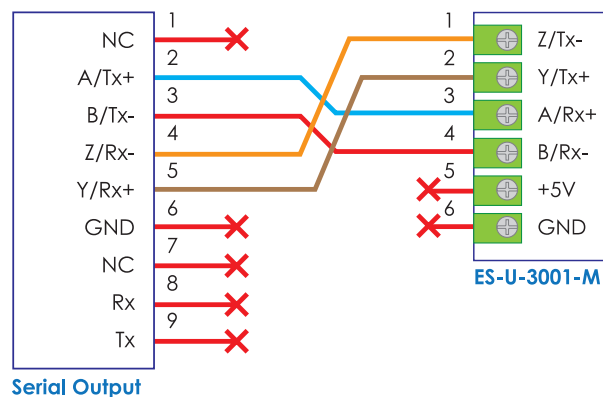 1
NC
2
A/Tx+
3
B/Tx-
4
Z/Rx-
5
Y/Rx+
6
GND
7
NC
8
Rx
9
Tx
Serial Output
1
Z/Tx-
2
Y/Tx+
3
A/Rx+
4
B/Rx-
5
+5V
6
GND
ES-U-3001-M